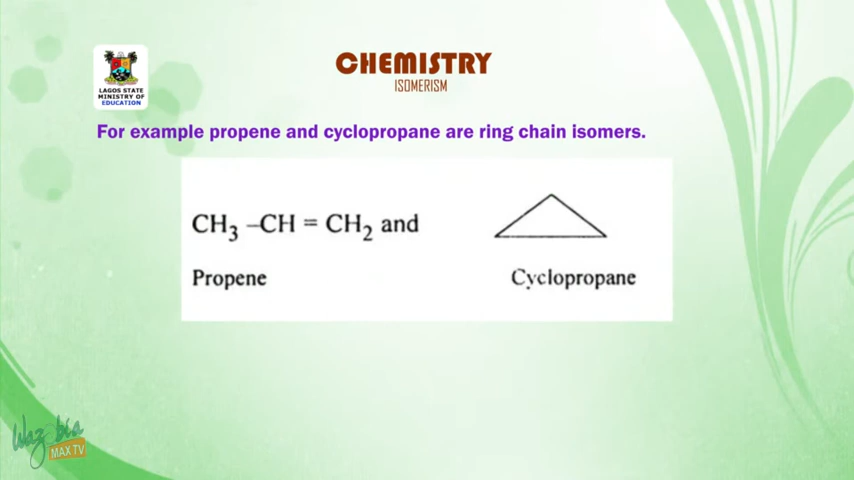 CHEMISTRY
ISOMERISM
LAGOS STATE
MINISTRY OF
EDUCATION
For example propene and cyclopropane are ring chain isomers.
CH₃ –CH = CH₂ and
Propene
Cyclopropane
Wazobia
MAX TV